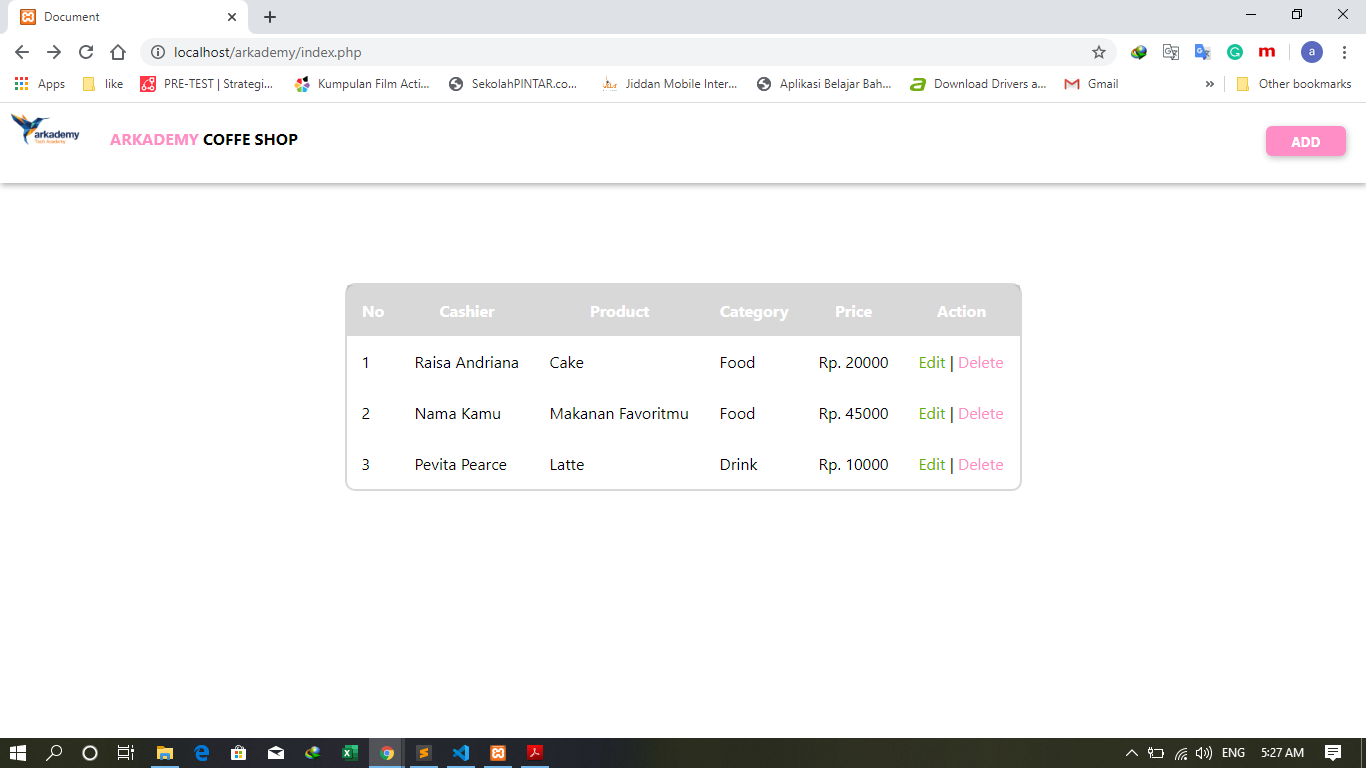 Document
localhost/arkademy/index.php
a
Apps like PRE-TEST | Strategi... Kumpulan Film Acti... SekolahPINTAR.co... Jiddan Mobile Inter... Aplikasi Belajar Bah... Download Drivers a... Gmail » Other bookmarks
arkademy
Tech Academy
ARKADEMY COFFE SHOP
ADD
No Cashier Product Category Price Action
1 Raisa Andriana Cake Food Rp. 20000 Edit | Delete
2 Nama Kamu Makanan Favoritmu Food Rp. 45000 Edit | Delete
3 Pevita Pearce Latte Drink Rp. 10000 Edit | Delete
ENG 5:27 AM